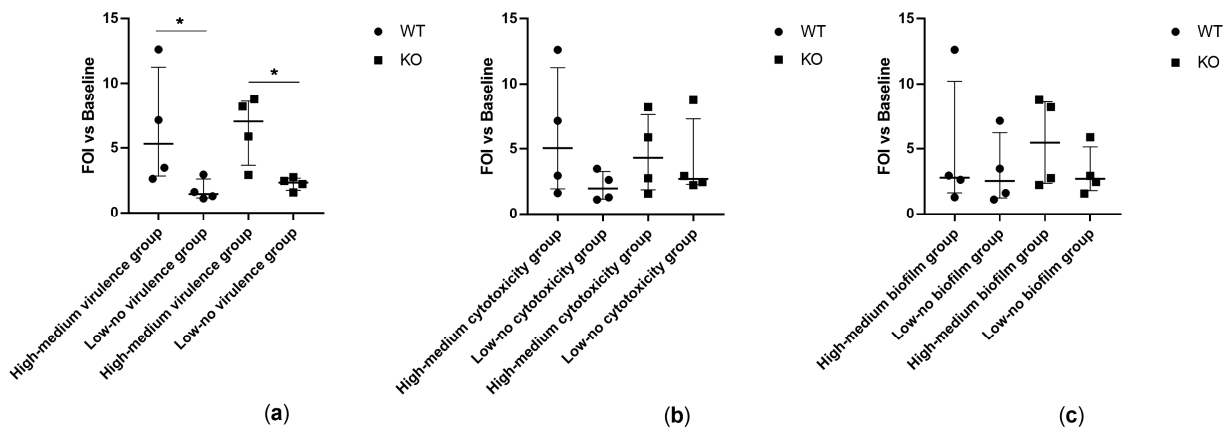 15
10
5
0
FOI vs Baseline
*
*
WT
KO
High-medium virulence group
Low-no virulence group
High-medium virulence group
Low-no virulence group
(a)
15
10
5
0
FOI vs Baseline
WT
KO
High-medium cytotoxicity group
Low-no cytotoxicity group
High-medium cytotoxicity group
Low-no cytotoxicity group
(b)
15
10
5
0
FOI vs Baseline
WT
KO
High-medium biofilm group
Low-no biofilm group
High-medium biofilm group
Low-no biofilm group
(c)